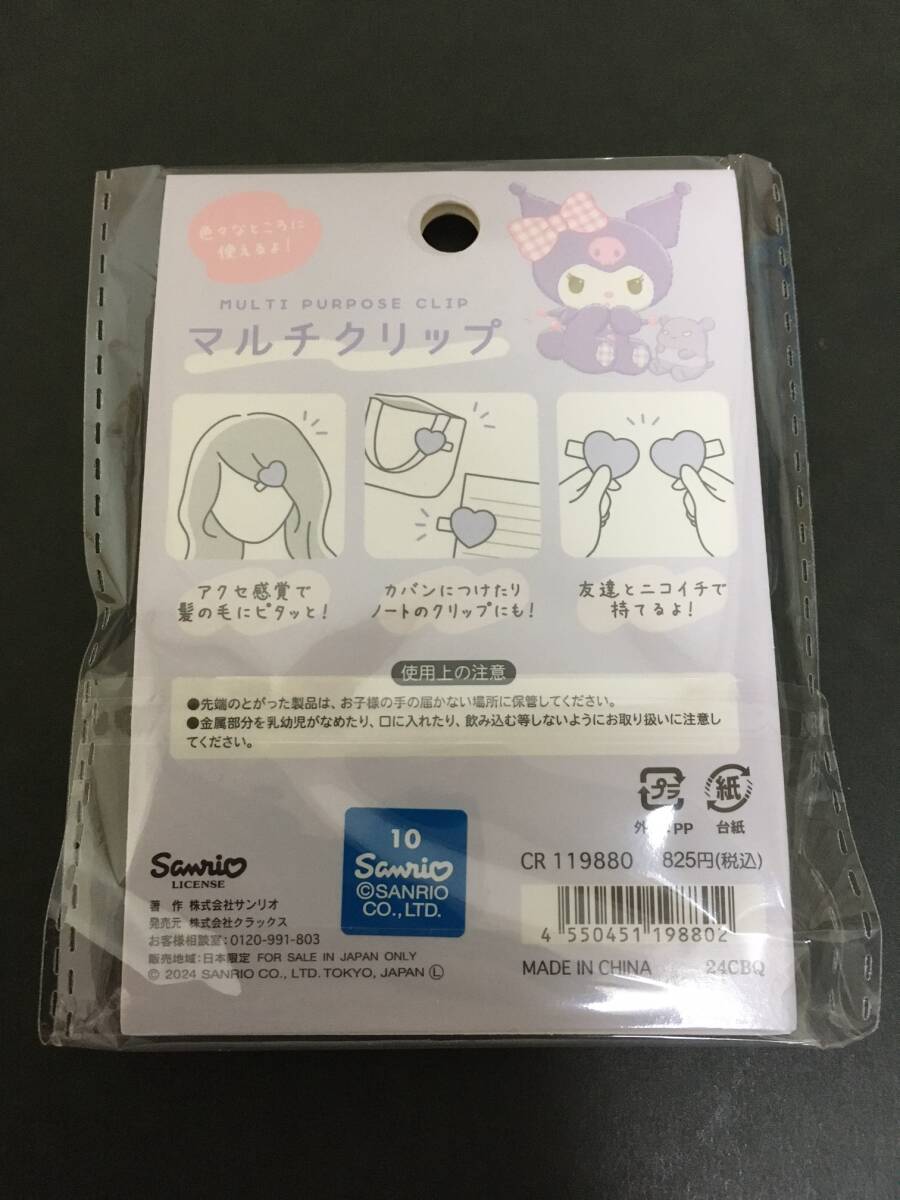 色々なところに
使えるよ!
MULTI PURPOSE CLIP
マルチクリップ
アクセ感覚で
髪の毛にピタッと!
カバンにつけたり
ノートのクリップにも!
友達とニコイチで
持てるよ!
使用上の注意
●先端のとがった製品は、お子様の手の届かない場所に保管してください。
●金属部分を乳幼児がなめたり、口に入れたり、飲み込む等しないようにお取り扱いに注意し
てください。
プラ
紙
外 : PP
台紙
Sanrio
LICENSE
10
Sanrio
©SANRIO
CO., LTD.
著 作 株式会社サンリオ
発売元 株式会社クラックス
お客様相談室:0120-991-803
販売地域:日本限定 FOR SALE IN JAPAN ONLY
© 2024 SANRIO CO., LTD. TOKYO, JAPAN Ⓛ
CR 119880 825円(税込)
4 550451 198802
MADE IN CHINA 24CBQ